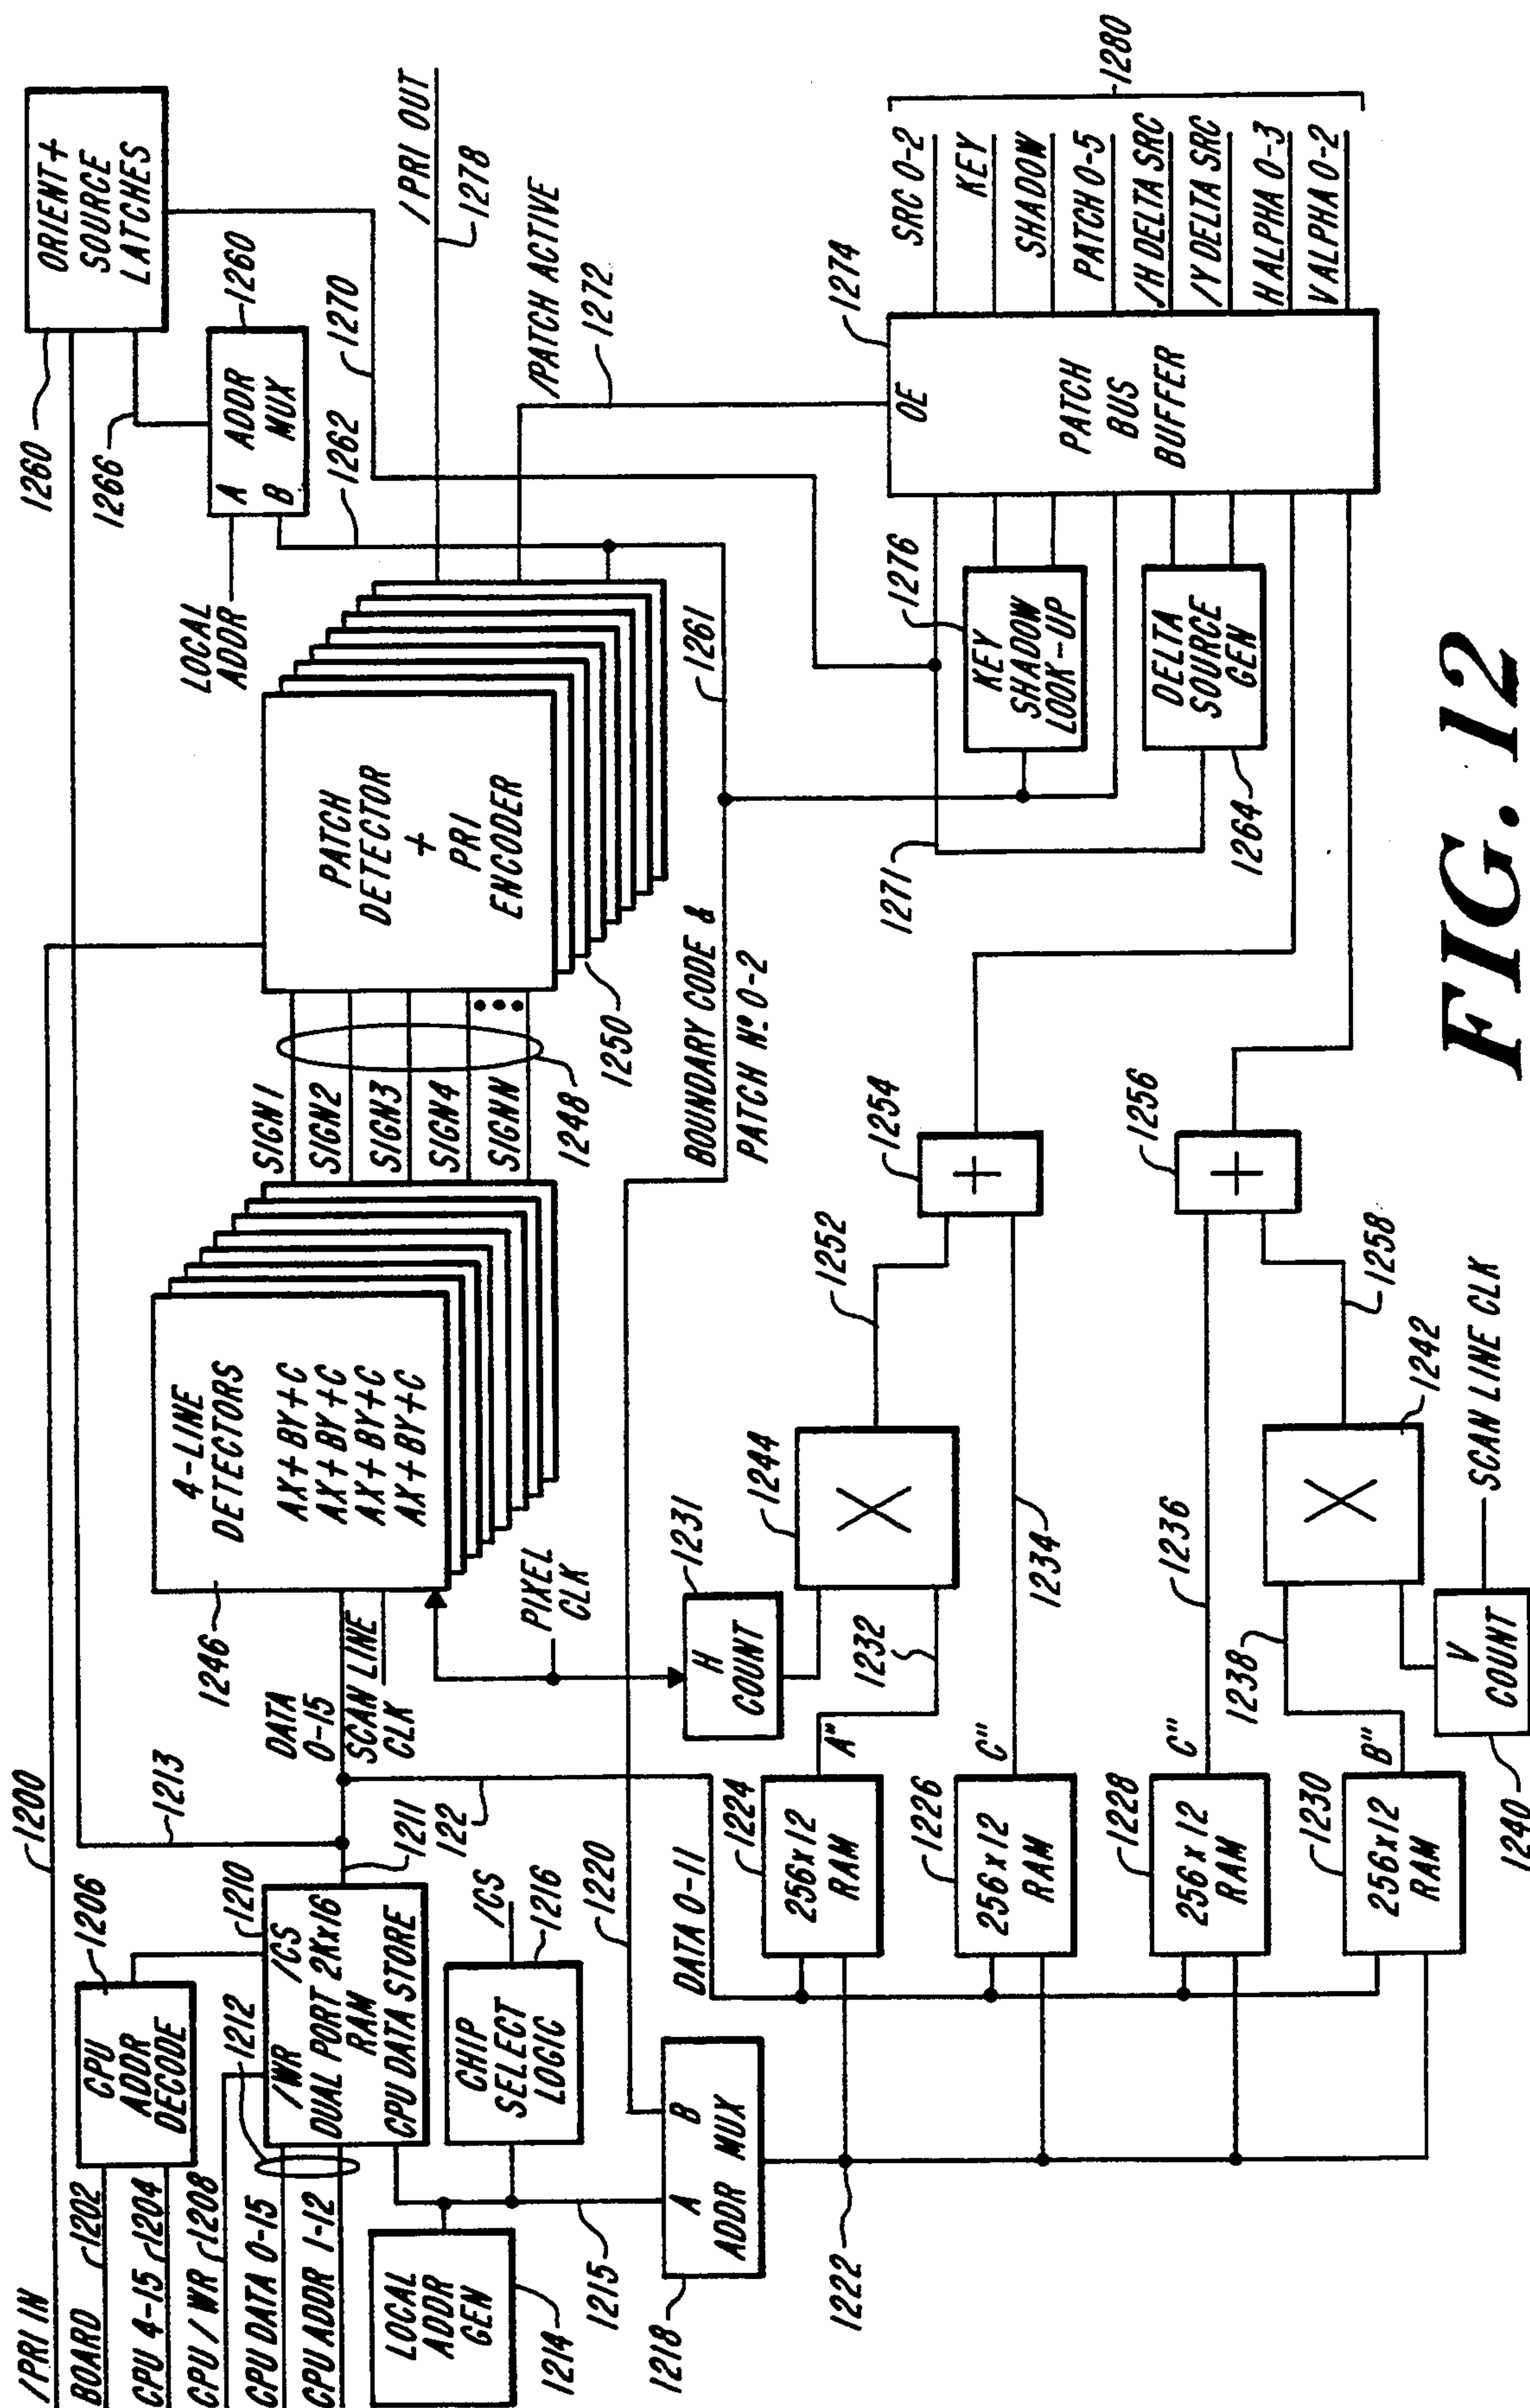 /PRI IN
1200
BOARD
1202
CPU 4-15
1204
CPU / WR
1208
CPU DATA 0-15
CPU ADDR 1-12
1212
CPU
ADDR
DECODE
1206
/WR /CS
DUAL PORT 2Kx16
RAM
CPU DATA STORE
1210
1211
1213
LOCAL
ADDR
GEN
1214
1215
CHIP
SELECT
LOGIC
/CS
1216
A B
ADDR MUX
1218
1220
1222
122
DATA 0-11
DATA
0-15
SCAN LINE
CLK
1246
4-LINE
DETECTORS
AX+BY+C
AX+BY+C
AX+BY+C
AX+BY+C
PIXEL
CLK
SIGN1
SIGN2
SIGN3
SIGN4
SIGNN
1248
PATCH
DETECTOR
+
PRI
ENCODER
1250
BOUNDARY CODE &
PATCH Nº 0-2
1261
LOCAL
ADDR
A ADDR
B MUX
1260
1262
1266
1260
ORIENT+
SOURCE
LATCHES
1270
/PRI OUT
1278
/PATCH ACTIVE
1272
256x12
RAM
1224
A"
256x12
RAM
1226
C"
256x12
RAM
1228
C"
256x12
RAM
1230
B"
H
COUNT
1231
1232
1234
1236
1238
V
COUNT
1240
SCAN LINE CLK
X
1244
X
1242
1252
1258
+
1254
+
1256
1271
KEY
SHADOW
LOOK-UP
1276
DELTA
SOURCE
GEN
1264
OE
PATCH
BUS
BUFFER
1274
SRC 0-2
KEY
SHADOW
PATCH 0-5
/H DELTA SRC
/Y DELTA SRC
H ALPHA 0-3
V ALPHA 0-2
1280
FIG. 12